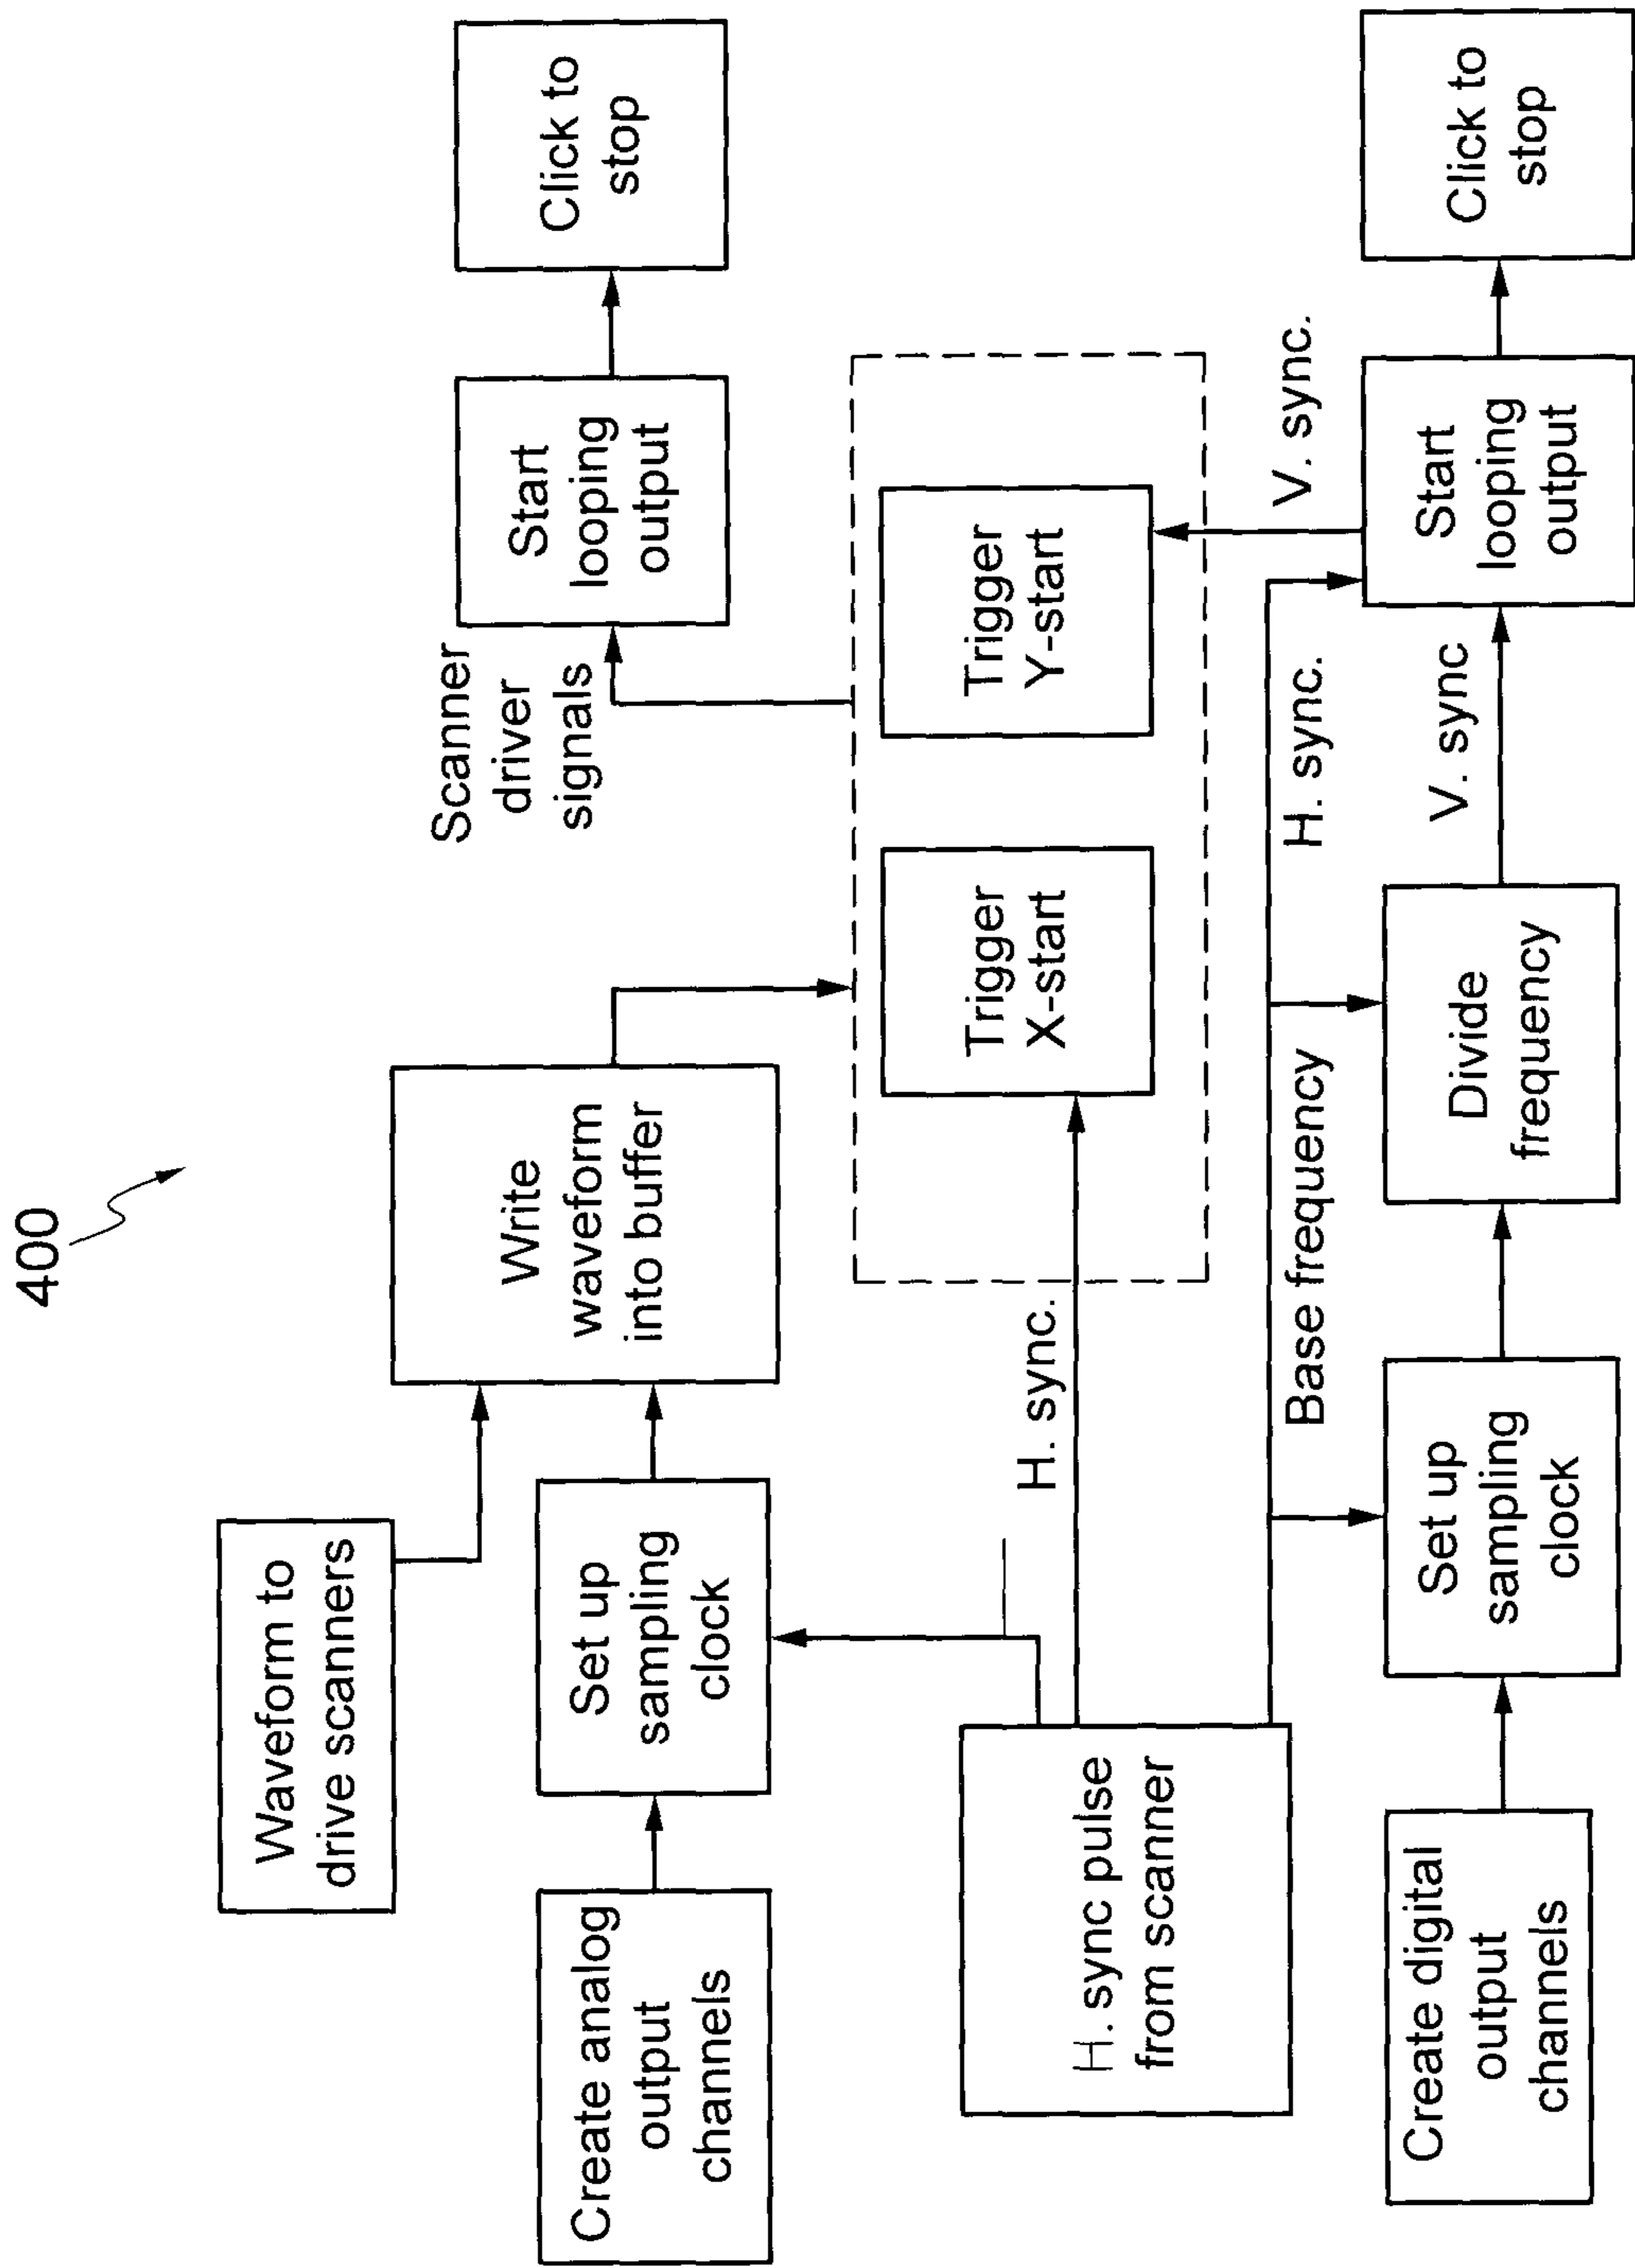 400
Waveform to
drive scanners
Create analog
output
channels
Set up
sampling
clock
Write
waveform
into buffer
Scanner
driver
signals
Start
looping
output
Click to
stop
H. sync pulse
from scanner
H. sync.
Trigger
X-start
Trigger
Y-start
Base frequency
H. sync.
V. sync.
Create digital
output
channels
Set up
sampling
clock
Divide
frequency
V. sync
Start
looping
output
Click to
stop